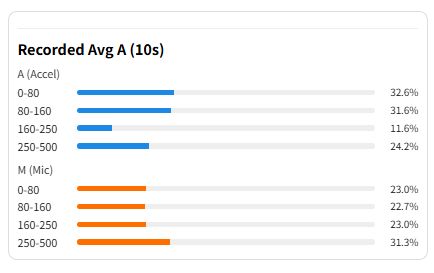 Recorded Avg A (10s)
A (Accel)
0-80 32.6%
80-160 31.6%
160-250 11.6%
250-500 24.2%
M (Mic)
0-80 23.0%
80-160 22.7%
160-250 23.0%
250-500 31.3%